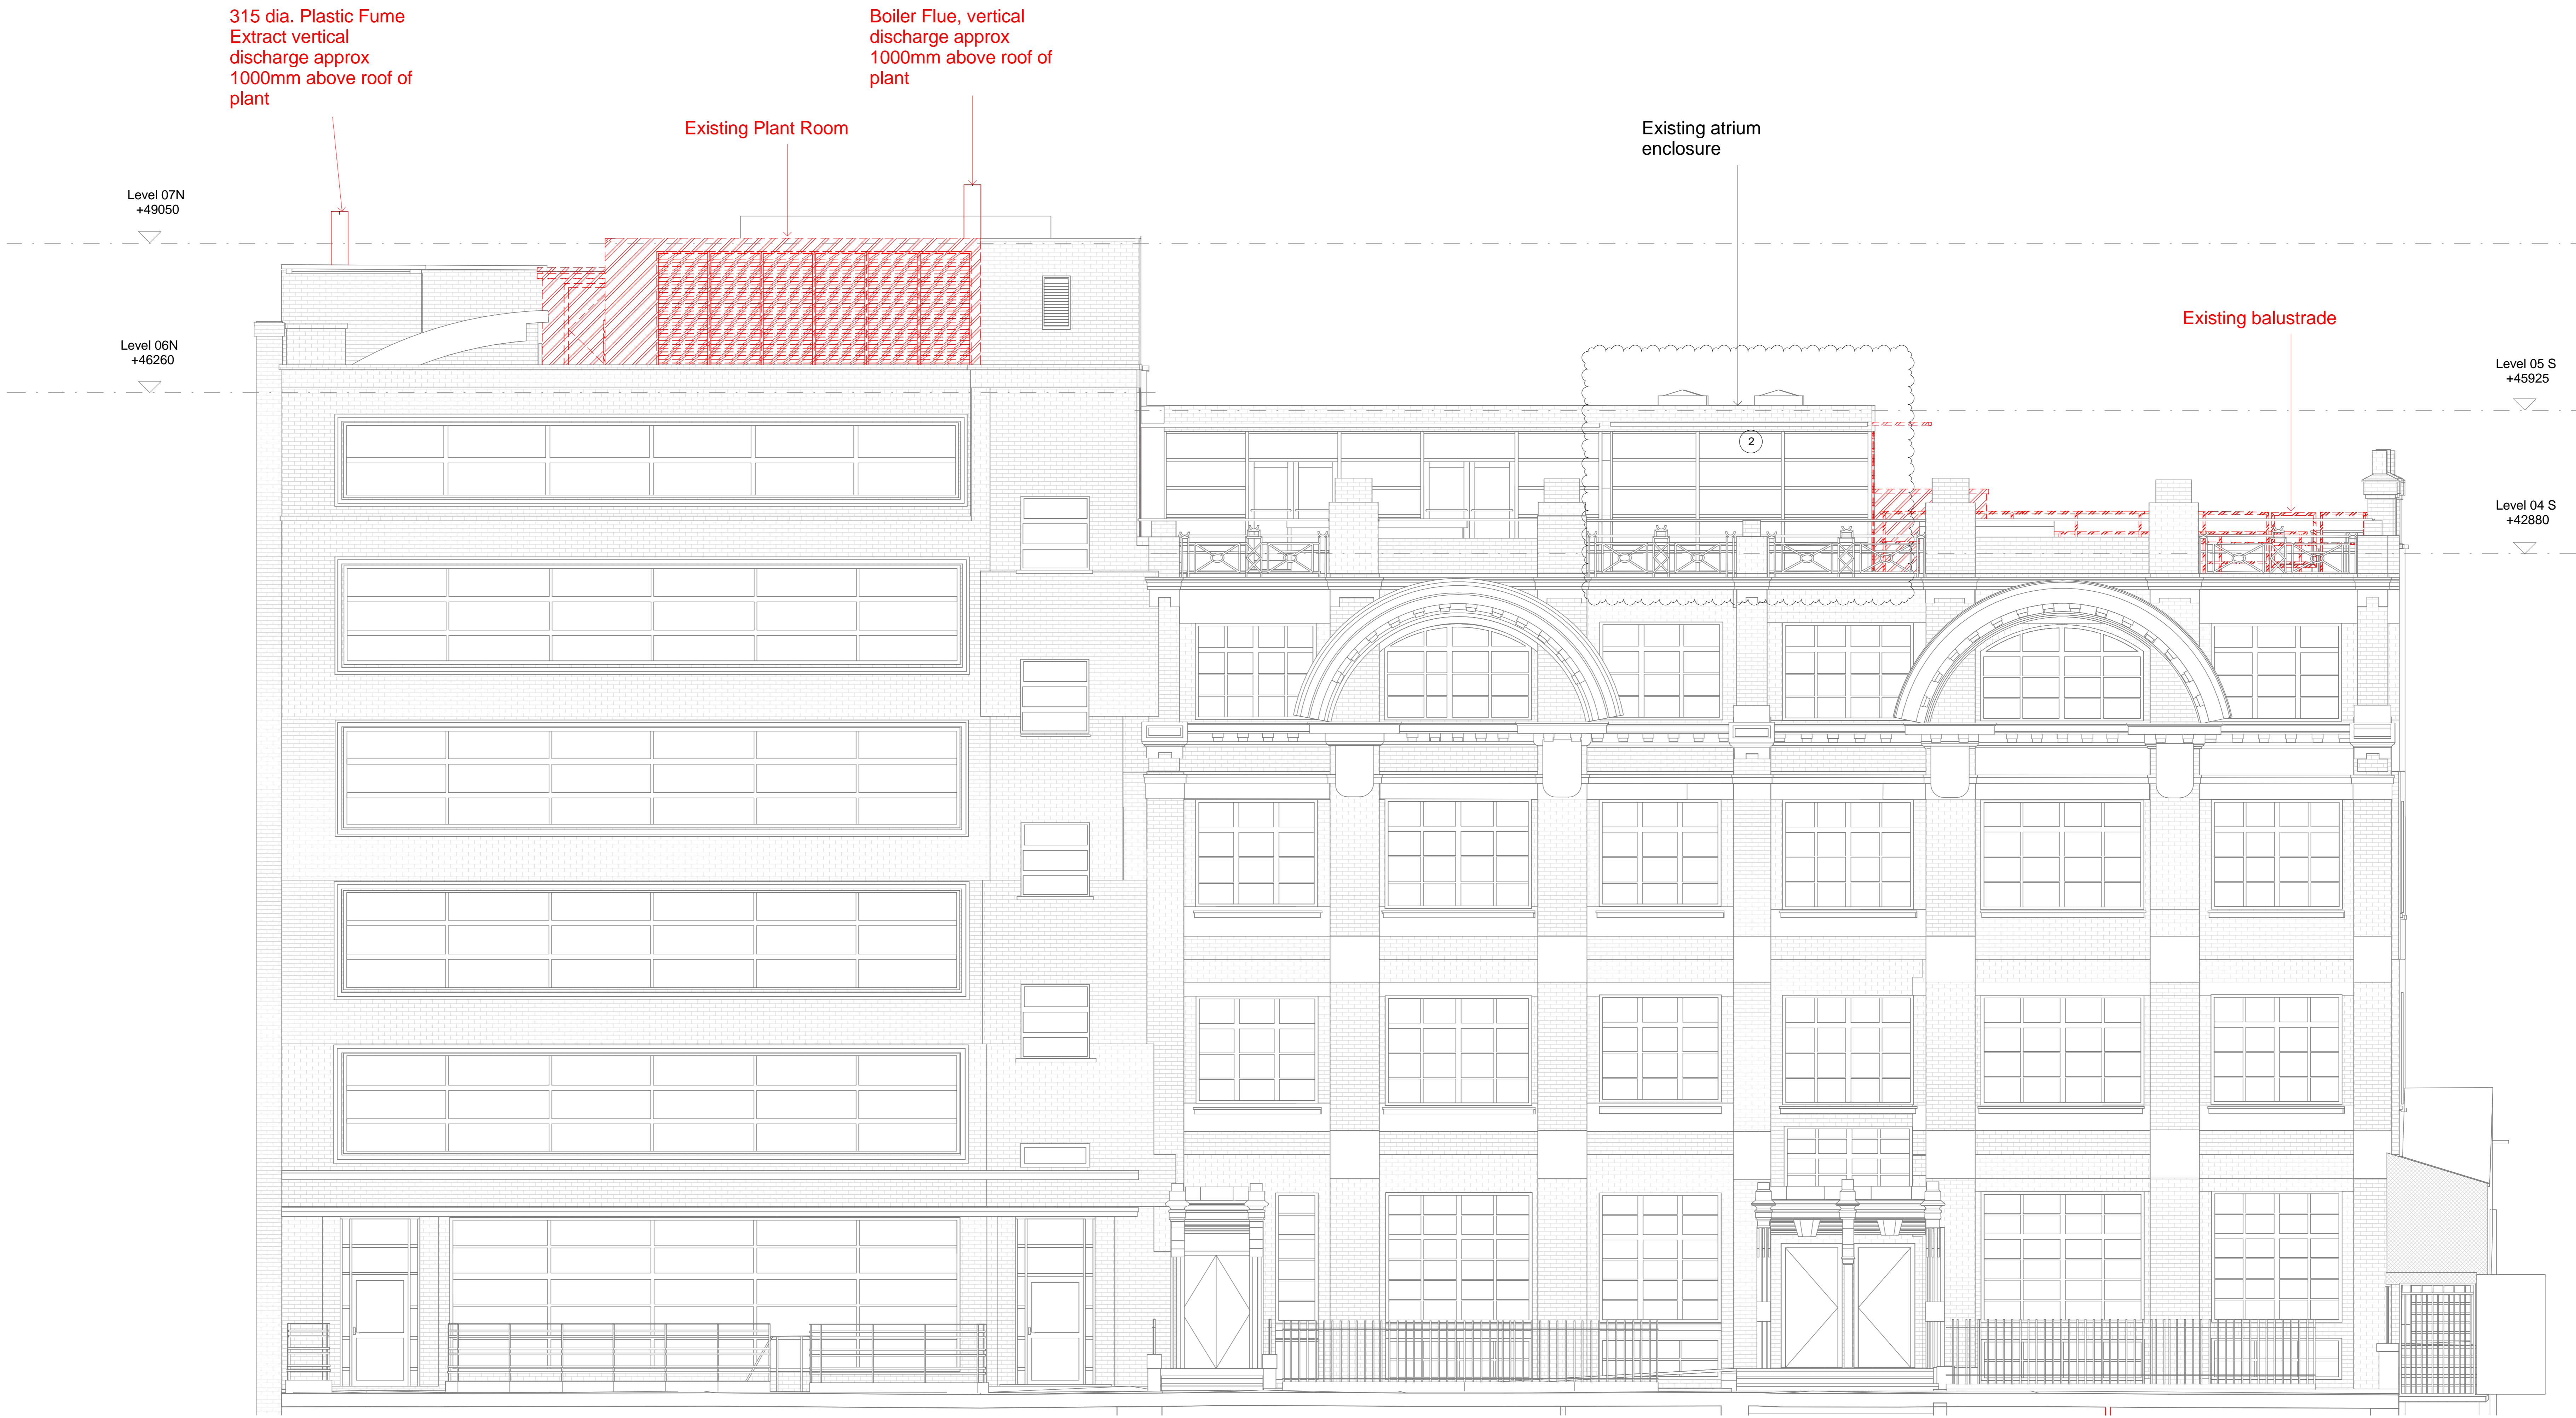 315 dia. Plastic Fume
Extract vertical
discharge approx
1000mm above roof of
plant
Boiler Flue, vertical
discharge approx
1000mm above roof of
plant
Existing Plant Room
Existing atrium
enclosure
Level 07N
+49050
Existing balustrade
Level 06N
+46260
Level 05 S
+45925
2
Level 04 S
+42880